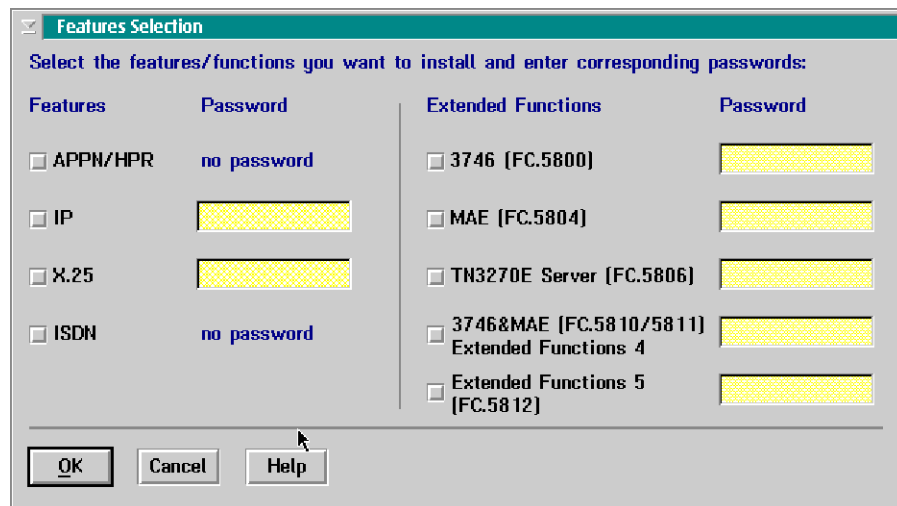 Features Selection
Select the features/functions you want to install and enter corresponding passwords:
Features Password Extended Functions Password
APPN/HPR no password 3746 (FC.5800)
IP MAE (FC.5804)
X.25 TN3270E Server (FC.5806)
ISDN no password 3746&MAE (FC.5810/5811)
Extended Functions 4
Extended Functions 5
(FC.5812)
OK Cancel Help